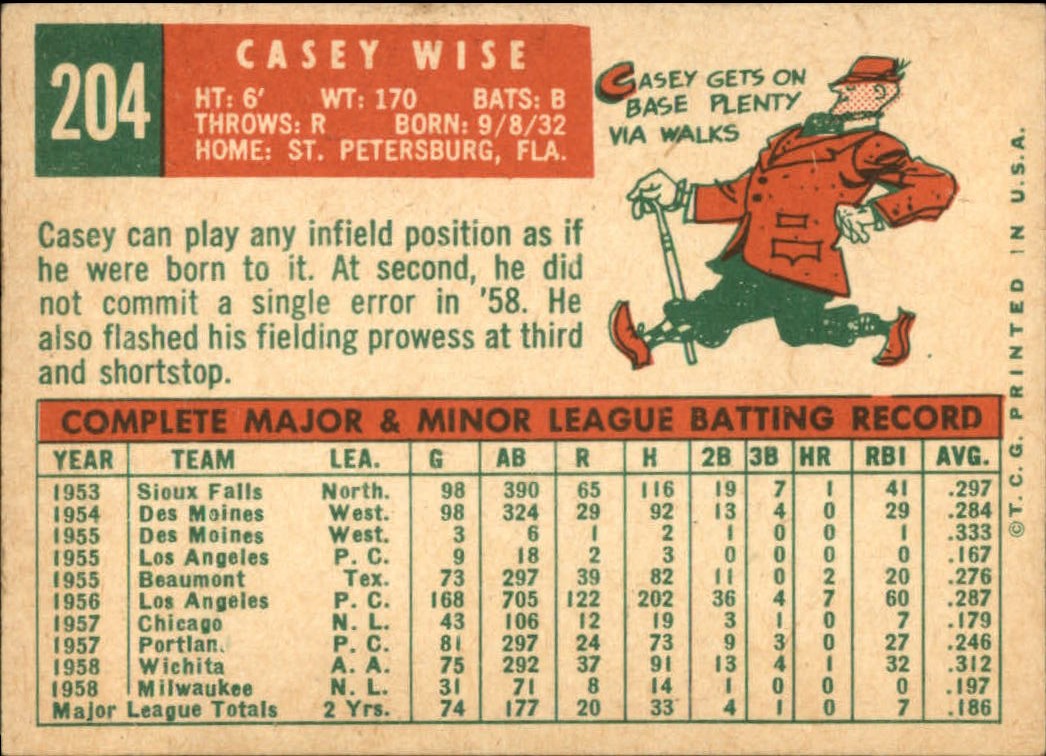 204
CASEY WISE
HT: 6' WT: 170 BATS: B
THROWS: R BORN: 9/8/32
HOME: ST. PETERSBURG, FLA.
CASEY GETS ON
BASE PLENTY
VIA WALKS
Casey can play any infield position as if
he were born to it. At second, he did
not commit a single error in '58. He
also flashed his fielding prowess at third
and shortstop.
COMPLETE MAJOR & MINOR LEAGUE BATTING RECORD
YEAR TEAM LEA. G AB R H 2B 3B HR RBI AVG.
1953 Sioux Falls North. 98 390 65 116 19 7 1 41 .297
1954 Des Moines West. 98 324 29 92 13 4 0 29 .284
1955 Des Moines West. 3 6 1 2 1 0 0 1 .333
1955 Los Angeles P. C. 9 18 2 3 0 0 0 0 .167
1955 Beaumont Tex. 73 297 39 82 11 0 2 20 .276
1956 Los Angeles P. C. 168 705 122 202 36 4 7 60 .287
1957 Chicago N. L. 43 106 12 19 3 1 0 7 .179
1957 Portlan. P. C. 81 297 24 73 9 3 0 27 .246
1958 Wichita A. A. 75 292 37 91 13 4 1 32 .312
1958 Milwaukee N. L. 31 71 8 14 1 0 0 0 .197
Major League Totals 2 Yrs. 74 177 20 33 4 1 0 7 .186
©T. C. G. PRINTED IN U.S.A.